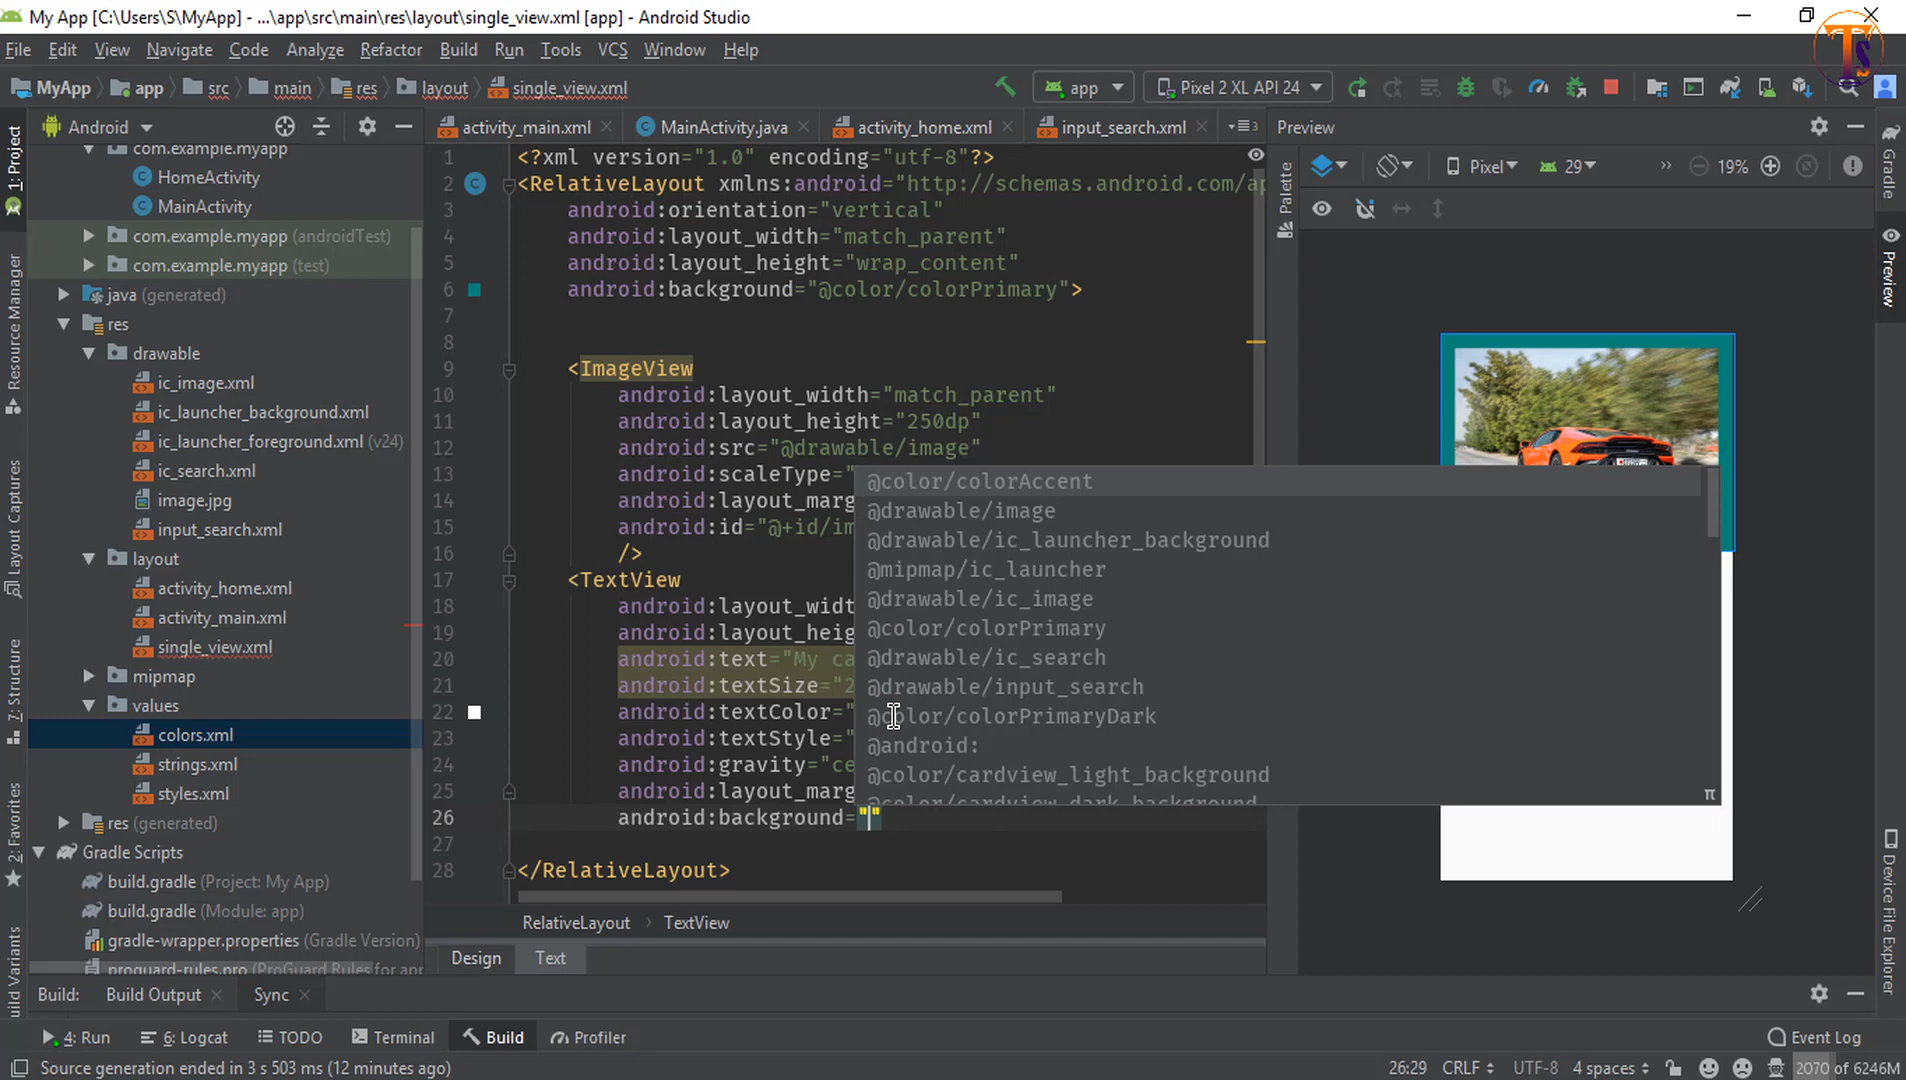 My App [C:\Users\S\MyApp] - ...\app\src\main\res\layout\single_view.xml [app] - Android Studio
File Edit View Navigate Code Analyze Refactor Build Run Tools VCS Window Help
Ts
MyApp app src main res layout single_view.xml
app Pixel 2 XL API 24
Android
activity_main.xml MainActivity.java activity_home.xml input_search.xml
Preview
1: Project
Resource Manager
Layout Captures
7: Structure
2: Favorites
com.example.myapp
HomeActivity
MainActivity
com.example.myapp (androidTest)
com.example.myapp (test)
java (generated)
res
drawable
ic_image.xml
ic_launcher_background.xml
ic_launcher_foreground.xml (v24)
ic_search.xml
image.jpg
input_search.xml
layout
activity_home.xml
activity_main.xml
single_view.xml
mipmap
values
colors.xml
strings.xml
styles.xml
res (generated)
Gradle Scripts
build.gradle (Project: My App)
build.gradle (Module: app)
gradle-wrapper.properties (Gradle Version)
proguard-rules.pro (ProGuard Rules for app
1 <?xml version="1.0" encoding="utf-8"?>
2 <RelativeLayout xmlns:android="http://schemas.android.com/ap
3 android:orientation="vertical"
4 android:layout_width="match_parent"
5 android:layout_height="wrap_content"
6 android:background="@color/colorPrimary">
7
8
9 <ImageView
10 android:layout_width="match_parent"
11 android:layout_height="250dp"
12 android:src="@drawable/image"
13 android:scaleType="
14 android:layout_marg
15 android:id="@+id/im
16 />
17 <TextView
18 android:layout_widt
19 android:layout_heig
20 android:text="My ca
21 android:textSize="2
22 android:textColor="
23 android:textStyle="
24 android:gravity="ce
25 android:layout_marg
26 android:background=""
27
28 </RelativeLayout>
@color/colorAccent
@drawable/image
@drawable/ic_launcher_background
@mipmap/ic_launcher
@drawable/ic_image
@color/colorPrimary
@drawable/ic_search
@drawable/input_search
@color/colorPrimaryDark
@android:
@color/cardview_light_background
@color/cardview_dark_background
π
RelativeLayout TextView
Design Text
Palette
Pixel 29 » 19%
Gradle
Preview
Device File Explorer
Build: Build Output Sync
4: Run 6: Logcat TODO Terminal Build Profiler Event Log
Source generation ended in 3 s 503 ms (12 minutes ago)
26:29 CRLF UTF-8 4 spaces 2070 of 6246M